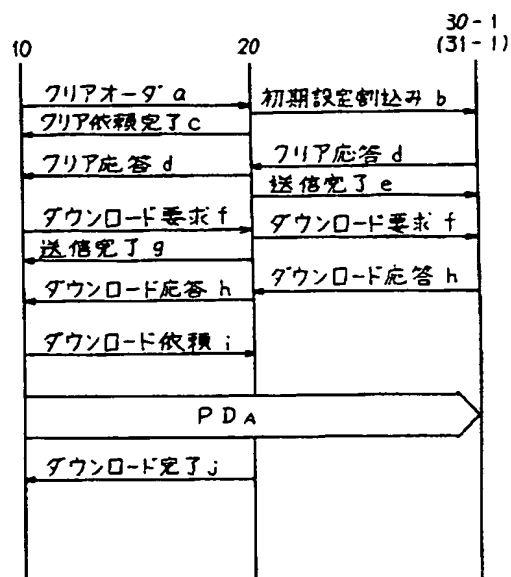 30-1
10 20 (31-1)
クリアオーダ a 初期設定割込み b
クリア依頼完了 c
クリア応答 d クリア応答 d
送信完了 e
ダウンロード要求 f ダウンロード要求 f
送信完了 g
ダウンロード応答 h ダウンロード応答 h
ダウンロード依頼 i
PDA
ダウンロード完了 j